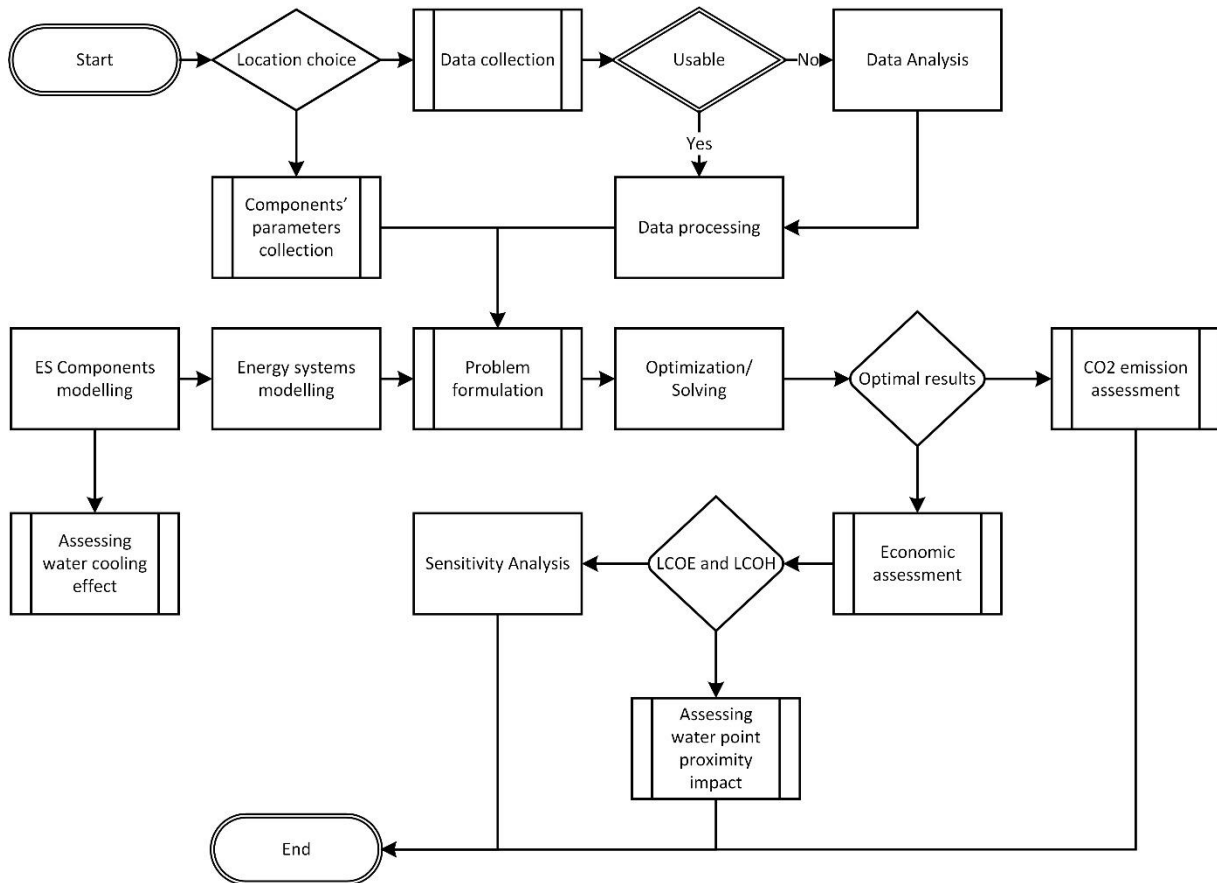 Start
Location choice
Data collection
Usable
No
Data Analysis
Yes
Components’
parameters
collection
Data processing
ES Components
modelling
Energy systems
modelling
Problem
formulation
Optimization/
Solving
Optimal results
CO2 emission
assessment
Assessing
water cooling
effect
Sensitivity Analysis
LCOE and LCOH
Economic
assessment
Assessing
water point
proximity
impact
End